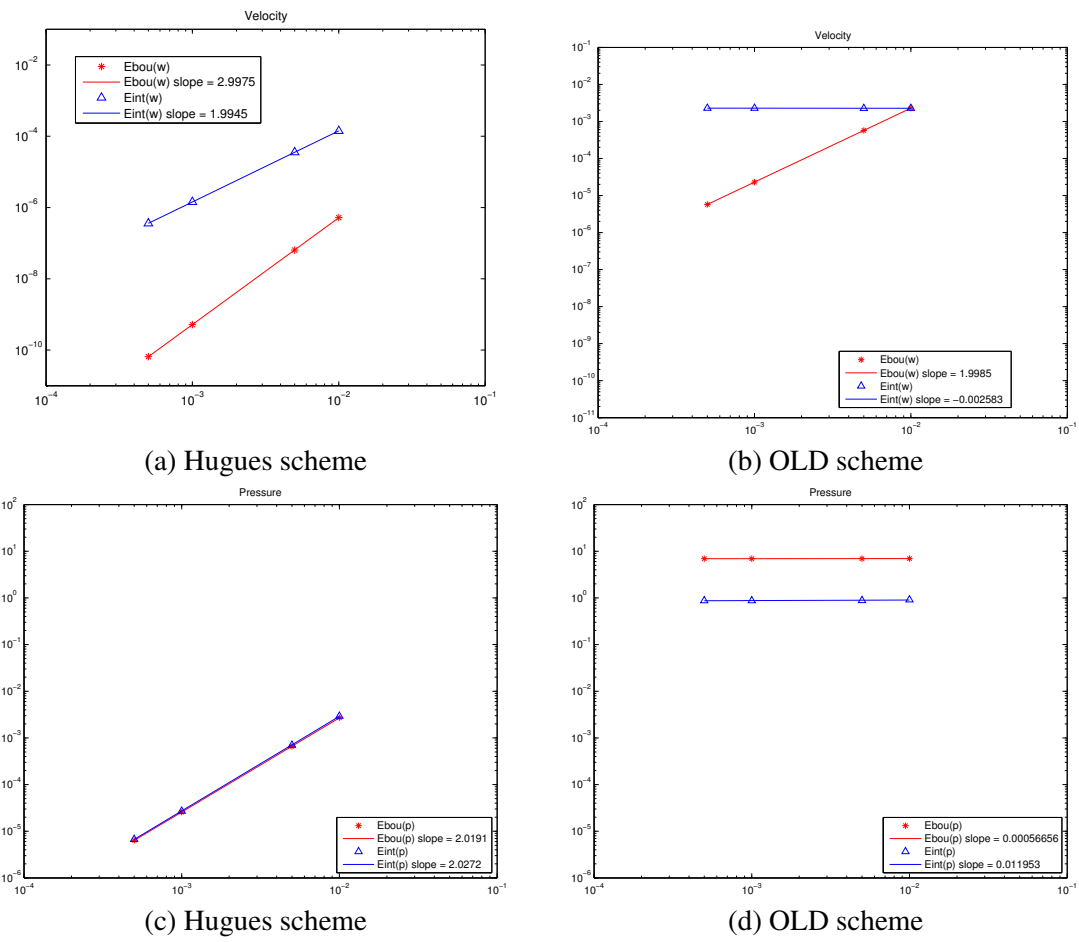 Velocity
10^−2
10^−4
10^−6
10^−8
10^−10
10^−4
10^−3
10^−2
10^−1
Ebou(w)
Ebou(w) slope = 2.9975
Eint(w)
Eint(w) slope = 1.9945
(a) Hugues scheme
Velocity
10^−1
10^−2
10^−3
10^−4
10^−5
10^−6
10^−7
10^−8
10^−9
10^−10
10^−11
10^−4
10^−3
10^−2
10^−1
Ebou(w)
Ebou(w) slope = 1.9985
Eint(w)
Eint(w) slope = −0.002583
(b) OLD scheme
Pressure
10^2
10^1
10^0
10^−1
10^−2
10^−3
10^−4
10^−5
10^−6
10^−4
10^−3
10^−2
10^−1
Ebou(p)
Ebou(p) slope = 2.0191
Eint(p)
Eint(p) slope = 2.0272
(c) Hugues scheme
Pressure
10^2
10^1
10^0
10^−1
10^−2
10^−3
10^−4
10^−5
10^−6
10^−4
10^−3
10^−2
10^−1
Ebou(p)
Ebou(p) slope = 0.00056656
Eint(p)
Eint(p) slope = 0.011953
(d) OLD scheme